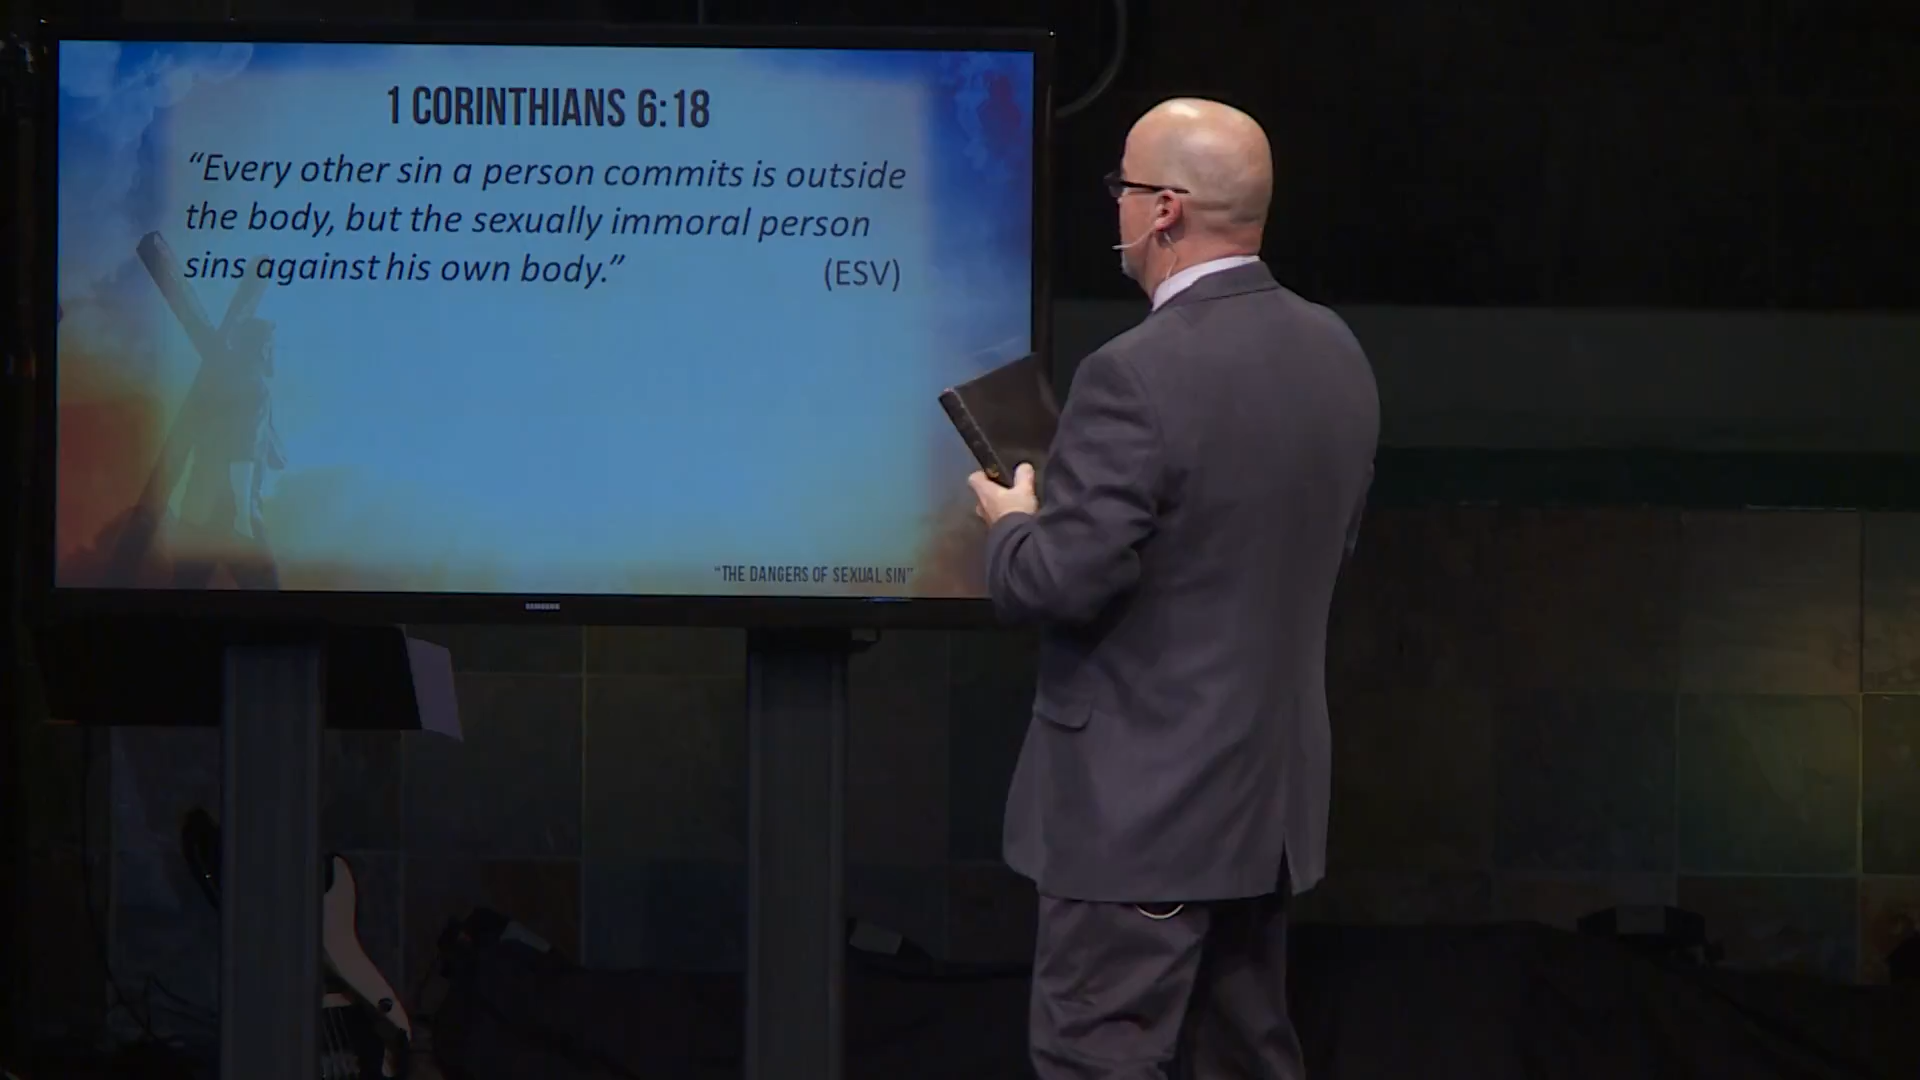 1 CORINTHIANS 6:18
“Every other sin a person commits is outside
the body, but the sexually immoral person
sins against his own body.” (ESV)
“THE DANGERS OF SEXUAL SIN”
SAMSUNG